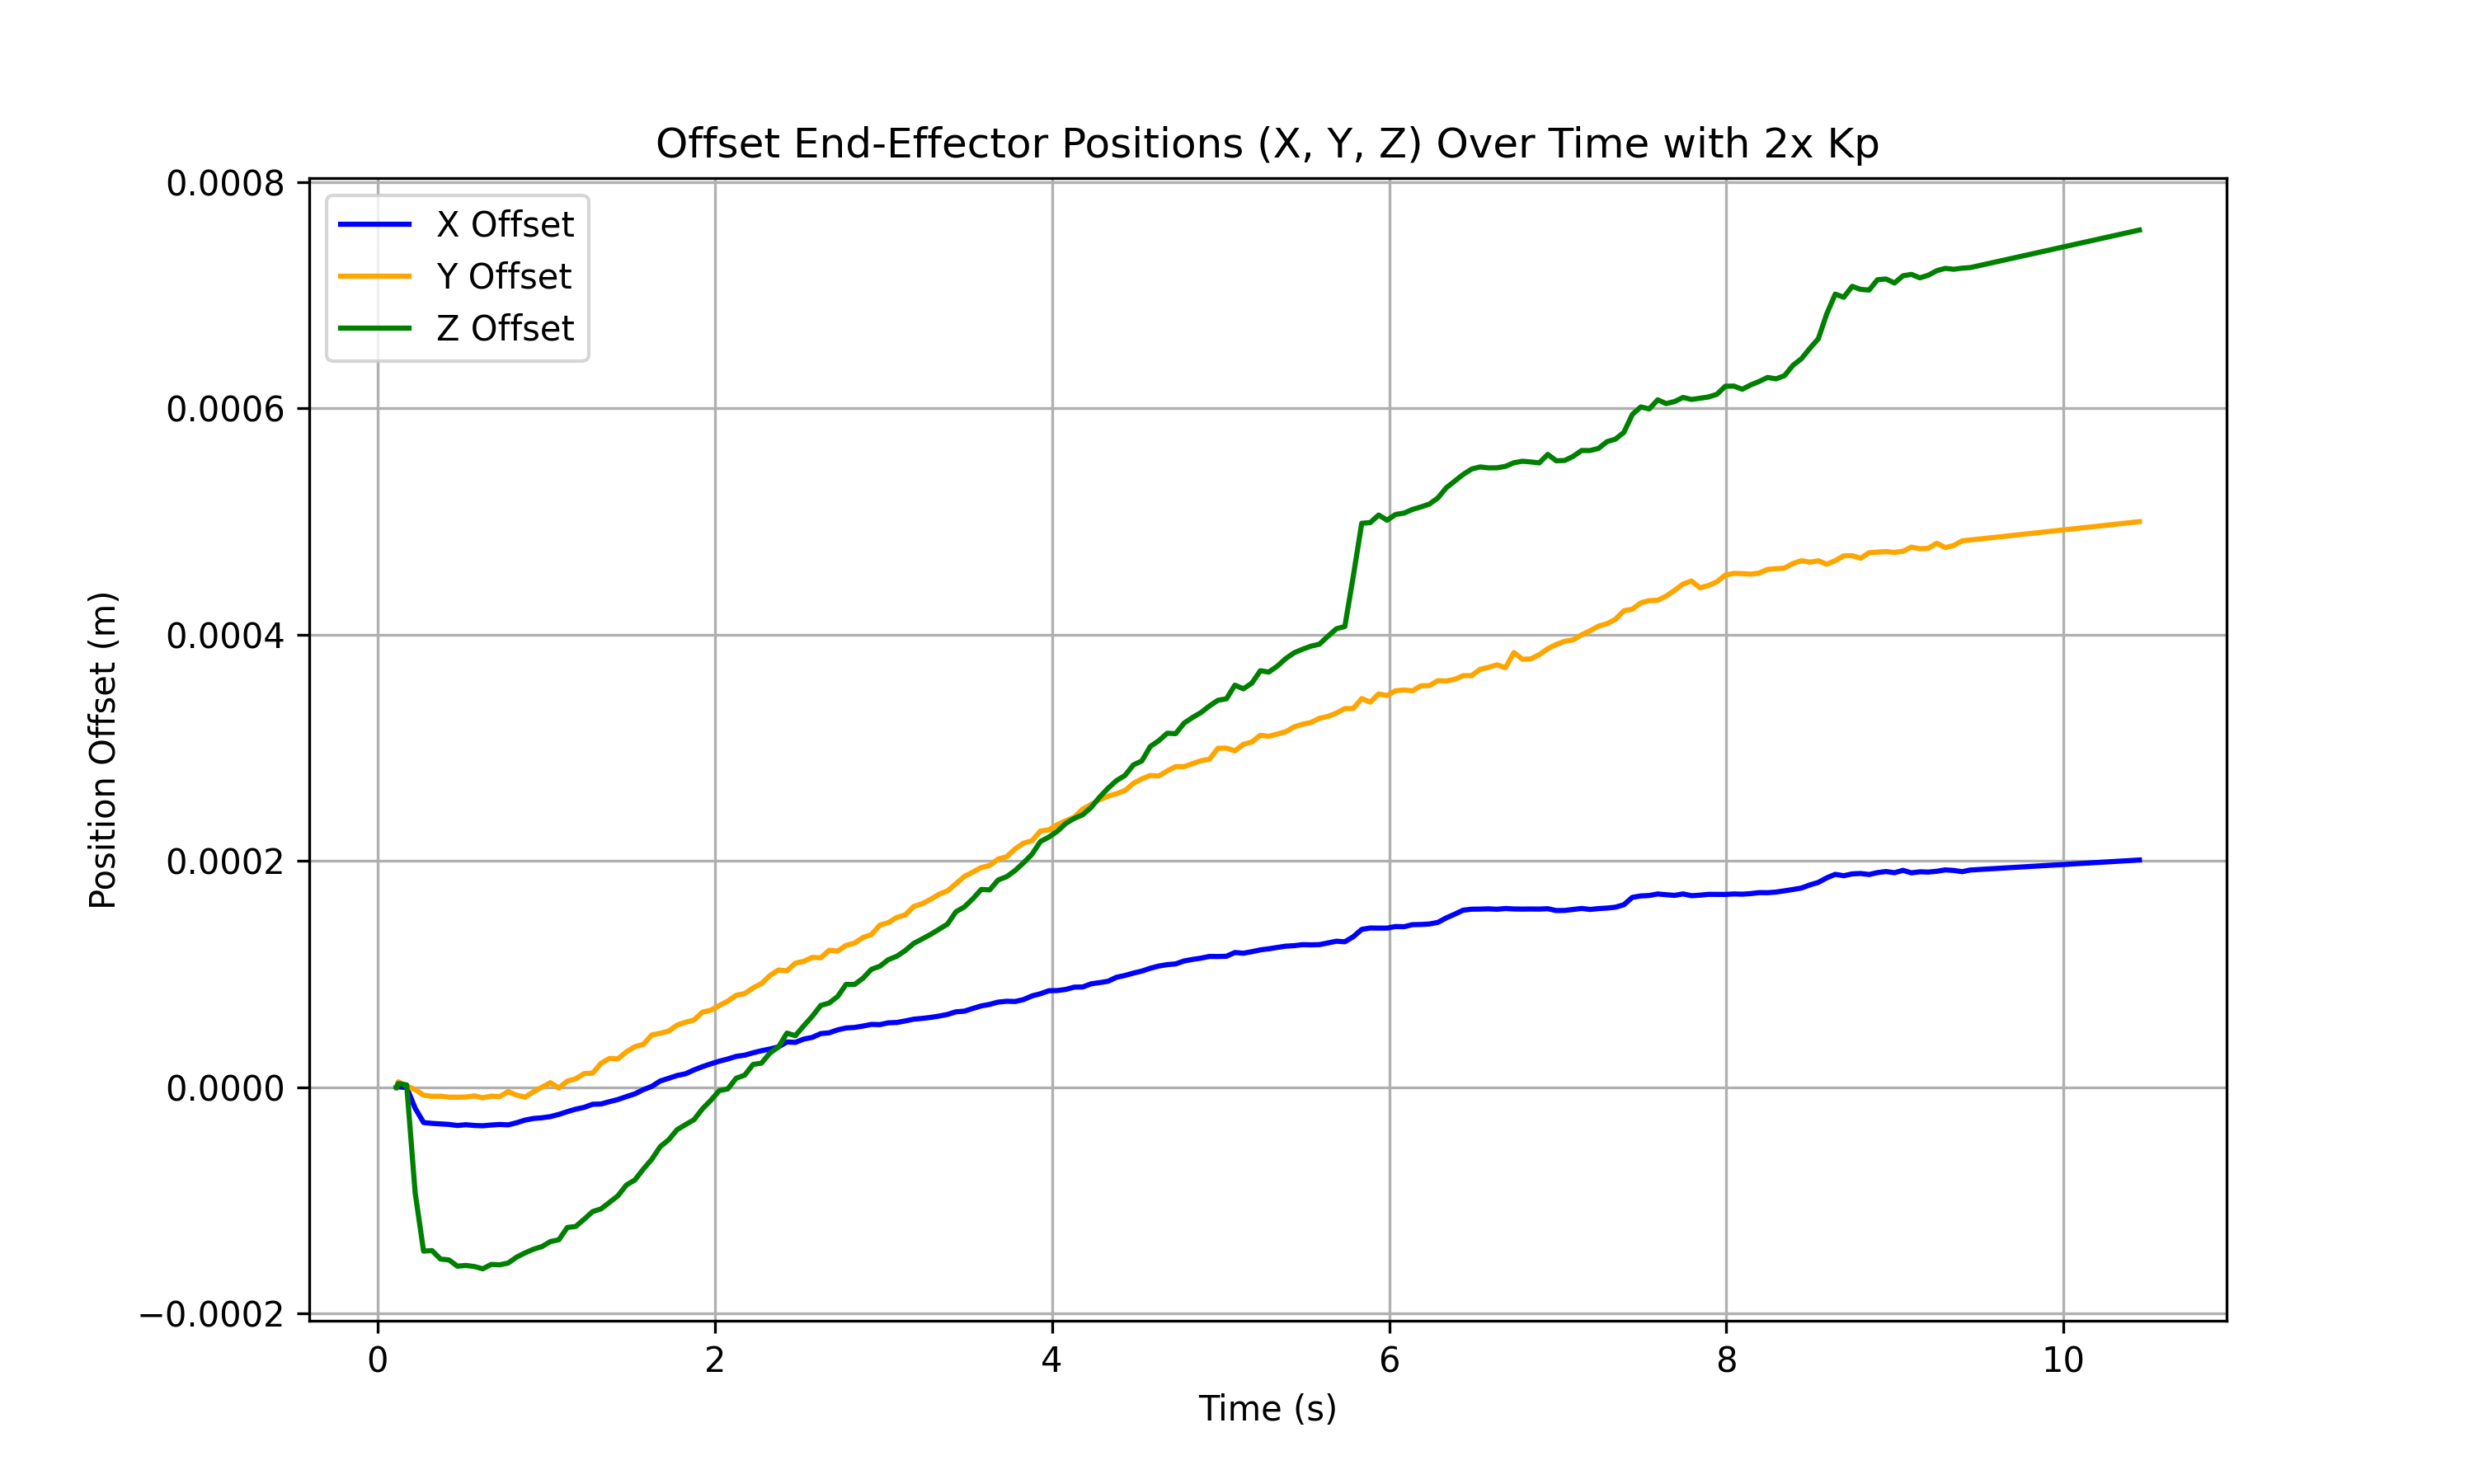 Offset End-Effector Positions (X, Y, Z) Over Time with 2x Kp
0.0008
0.0006
0.0004
0.0002
0.0000
−0.0002
Position Offset (m)
X Offset
Y Offset
Z Offset
0 2 4 6 8 10
Time (s)